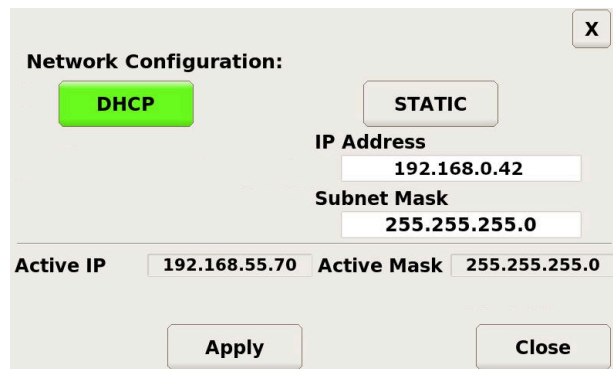 X
Network Configuration:
DHCP STATIC
IP Address
192.168.0.42
Subnet Mask
255.255.255.0
Active IP 192.168.55.70 Active Mask 255.255.255.0
Apply Close